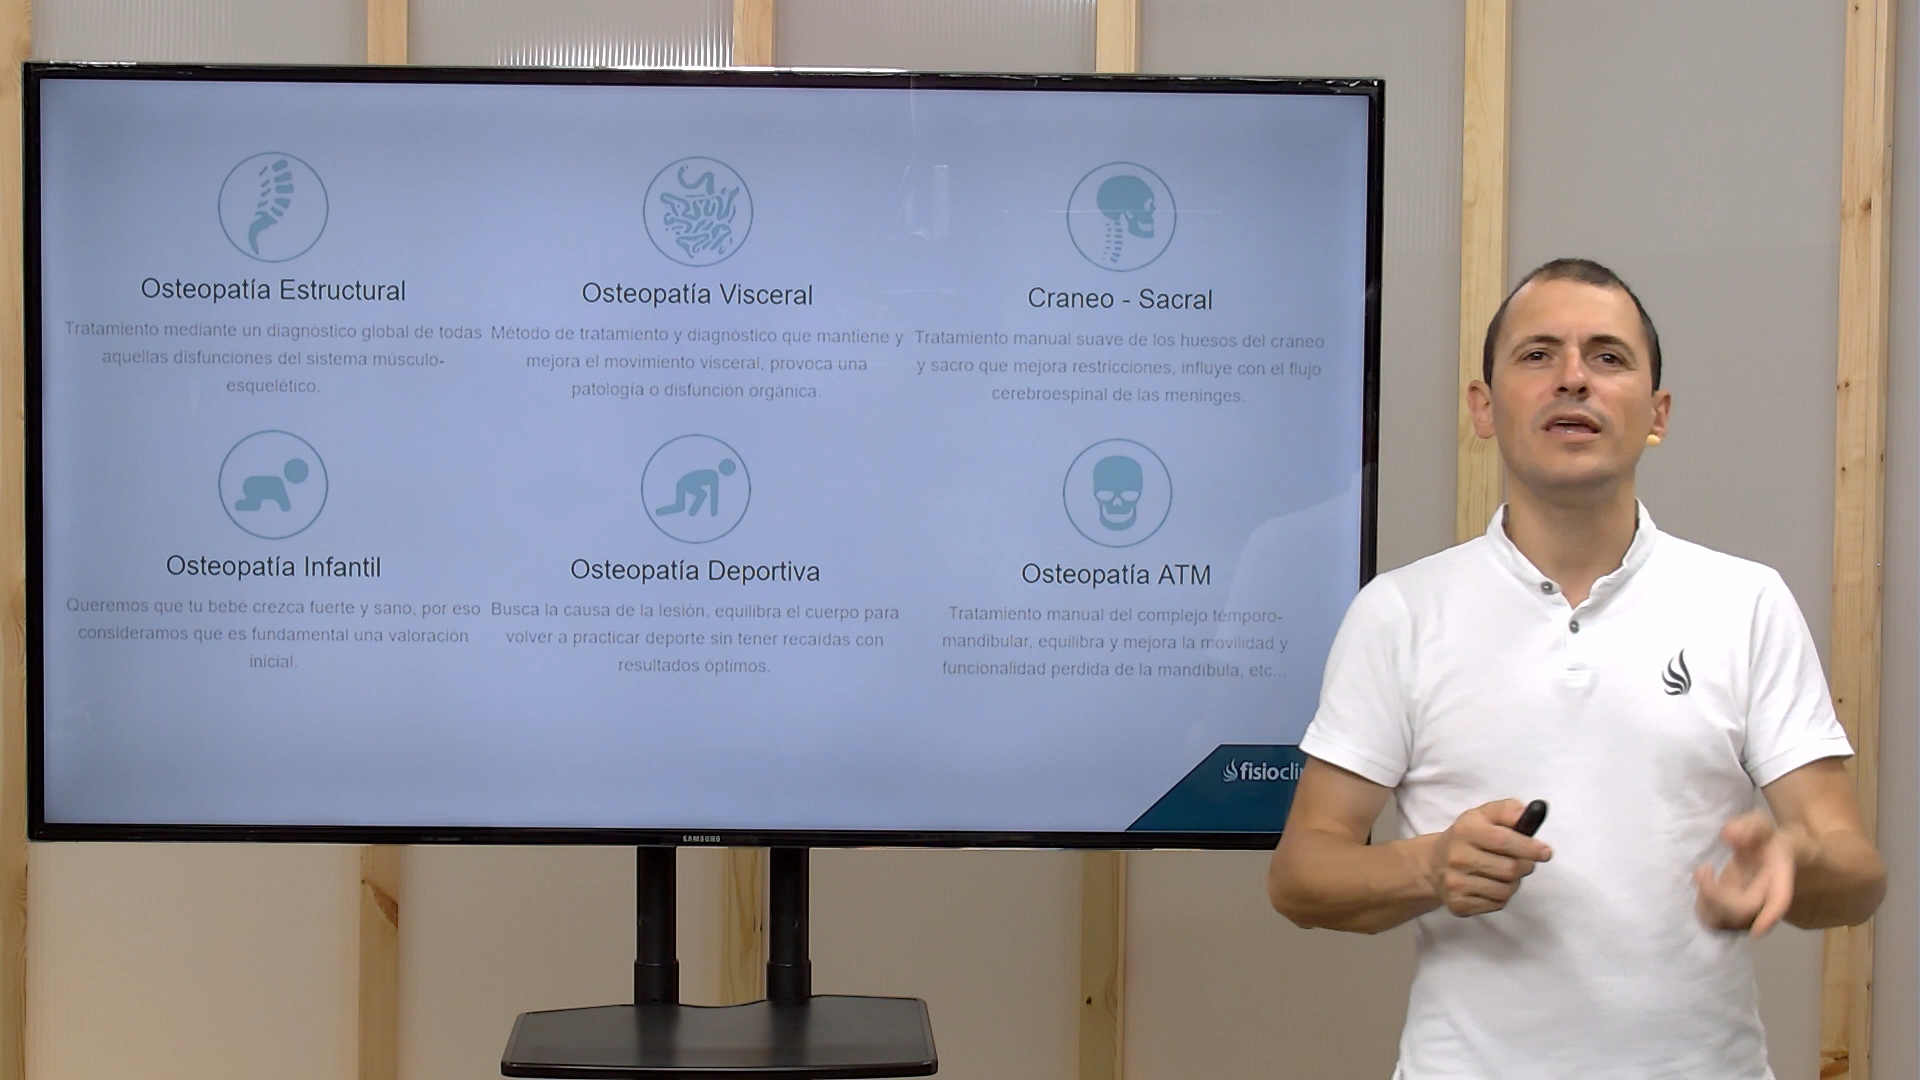 Osteopatía Estructural
Tratamiento mediante un diagnóstico global de todas
aquellas disfunciones del sistema músculo-
esquelético.
Osteopatía Visceral
Método de tratamiento y diagnóstico que mantiene y
mejora el movimiento visceral, provoca una
patología o disfunción orgánica.
Craneo - Sacral
Tratamiento manual suave de los huesos del cráneo
y sacro que mejora restricciones, influye con el flujo
cerebroespinal de las meninges.
Osteopatía Infantil
Queremos que tu bebé crezca fuerte y sano, por eso
consideramos que es fundamental una valoración
inicial.
Osteopatía Deportiva
Busca la causa de la lesión, equilibra el cuerpo para
volver a practicar deporte sin tener recaídas con
resultados óptimos.
Osteopatía ATM
Tratamiento manual del complejo temporo-
mandibular, equilibra y mejora la movilidad y
funcionalidad perdida de la mandíbula, etc...
fisiocli
SAMSUNG